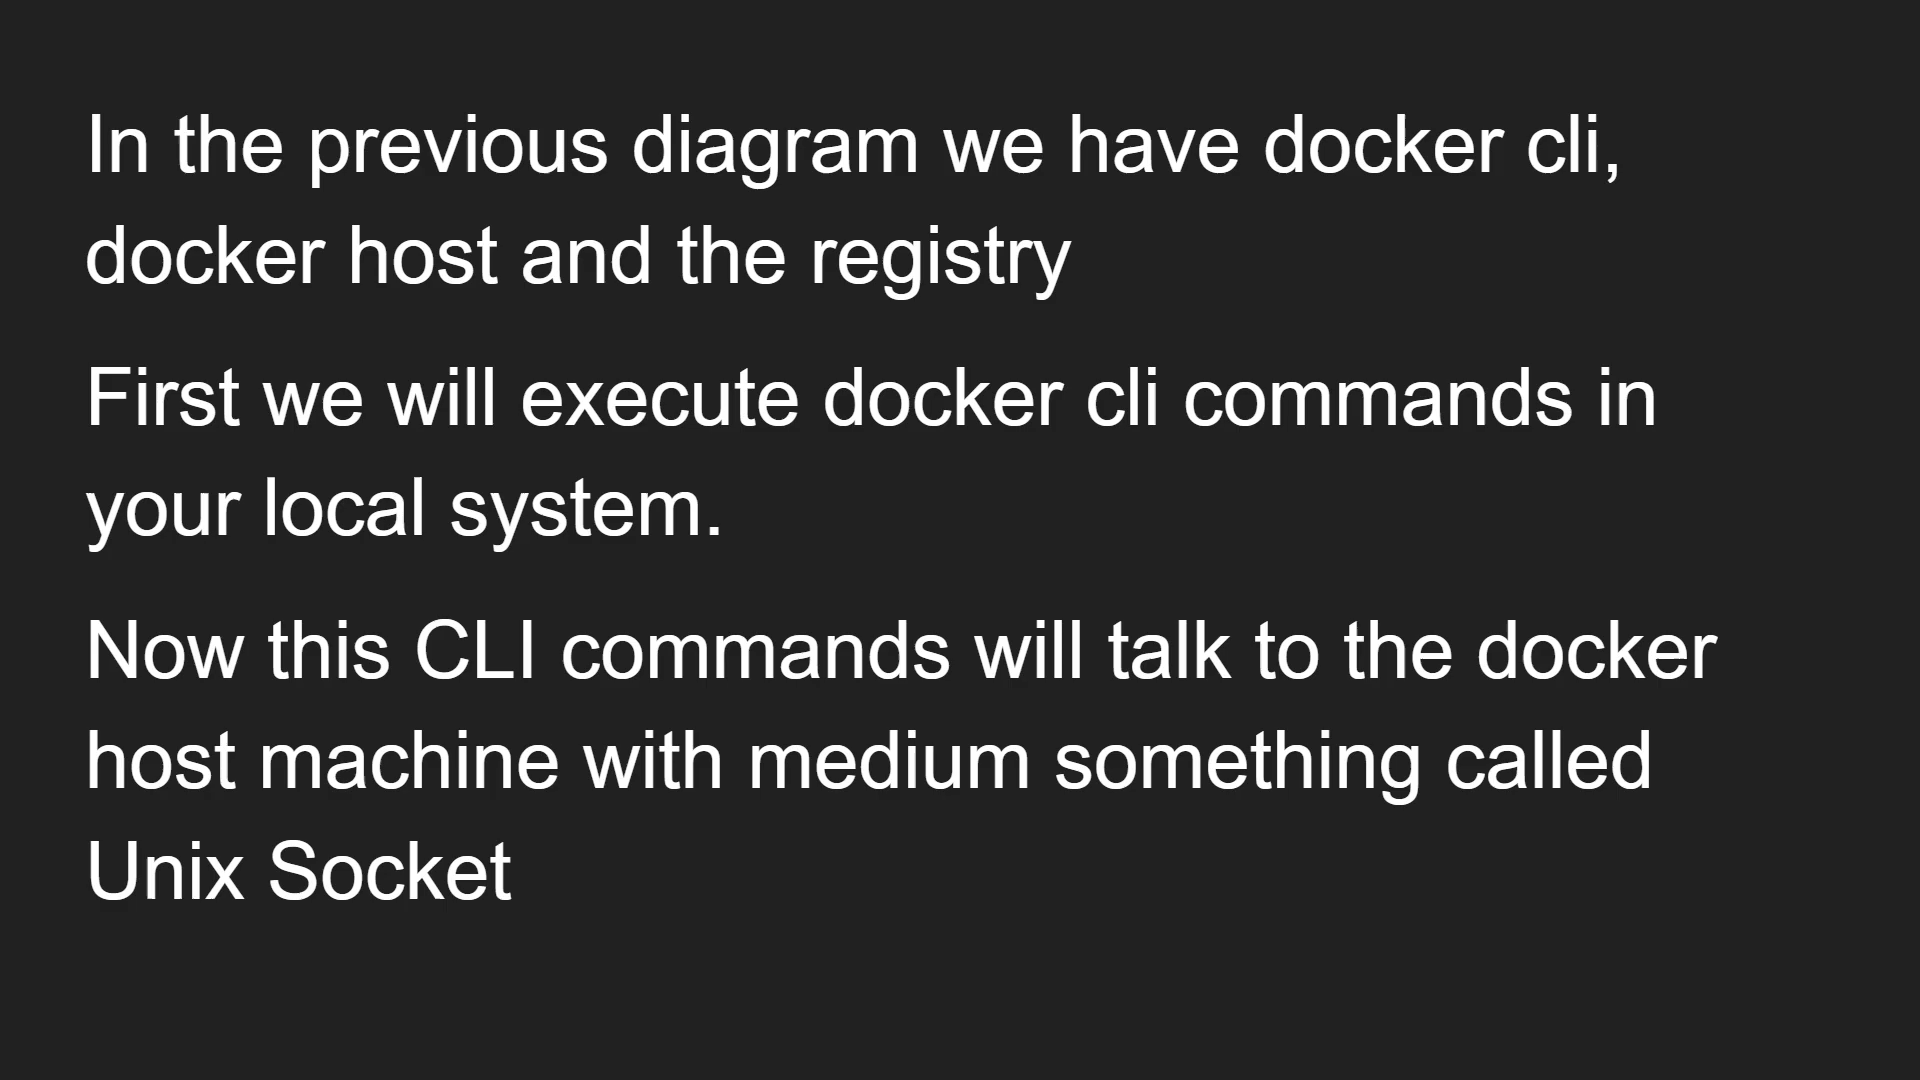 In the previous diagram we have docker cli,
docker host and the registry
First we will execute docker cli commands in
your local system.
Now this CLI commands will talk to the docker
host machine with medium something called
Unix Socket